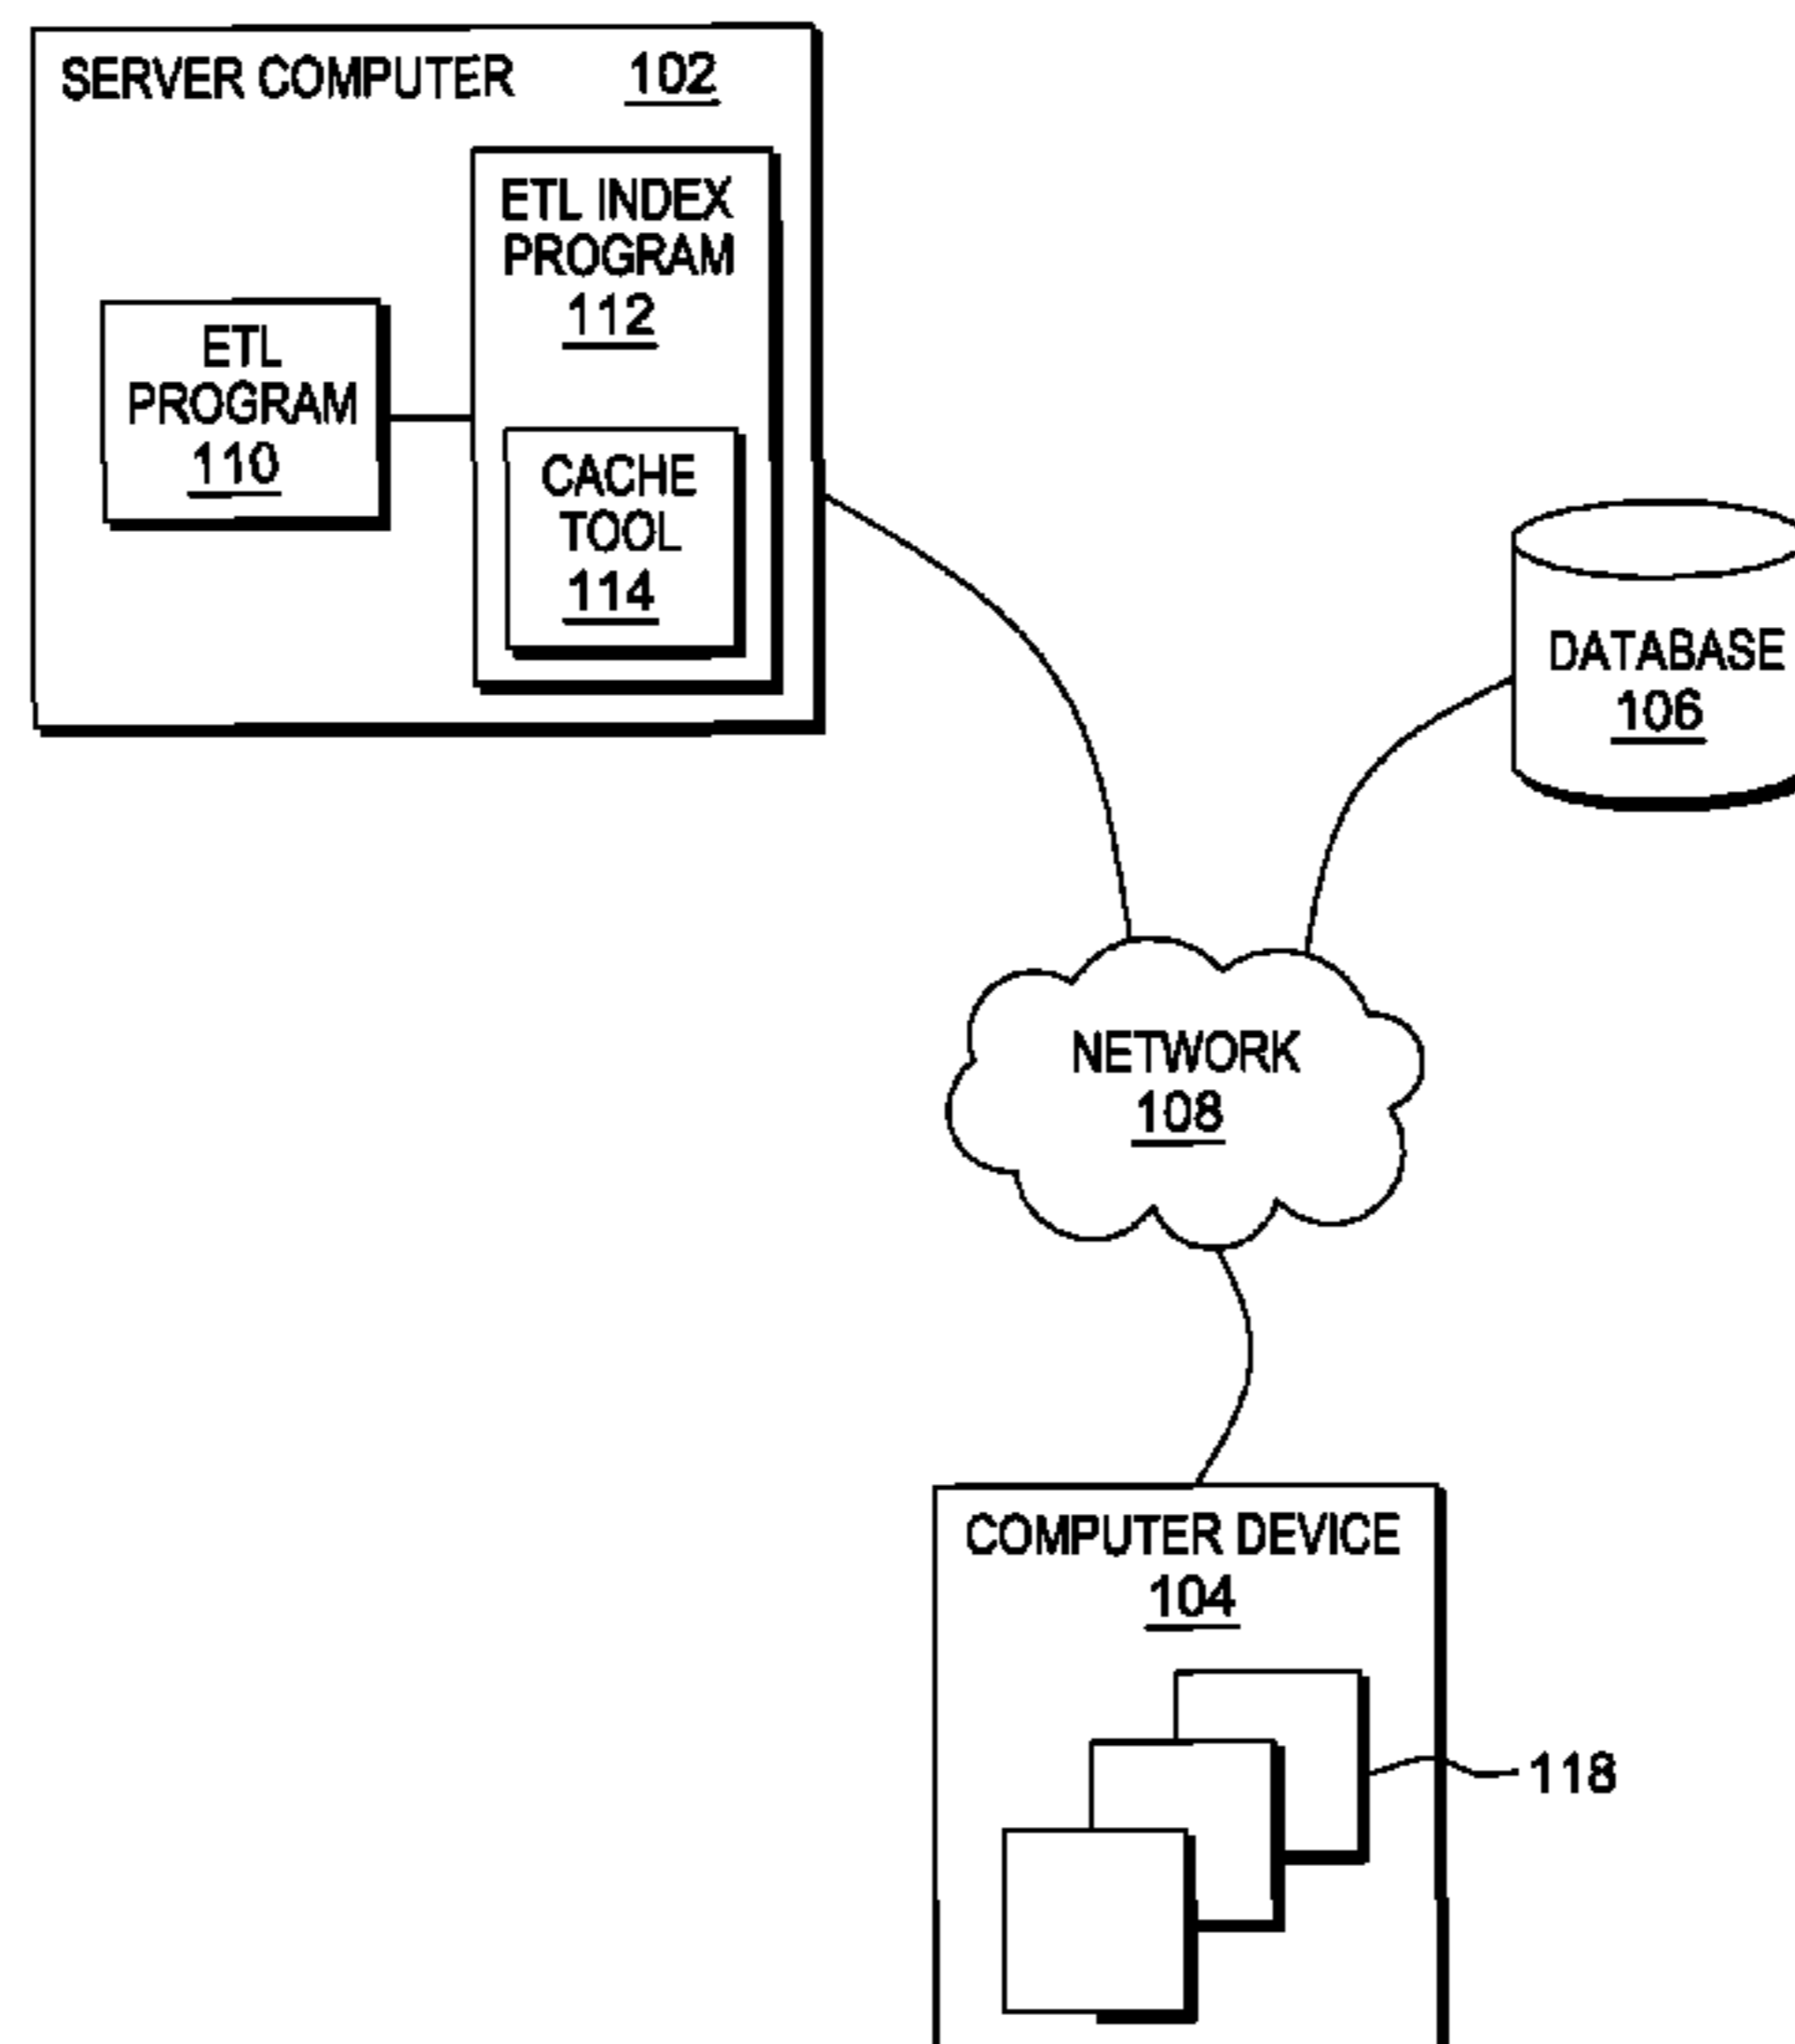 SERVER COMPUTER 102
ETL INDEX
PROGRAM
112
ETL
PROGRAM
110
CACHE
TOOL
114
DATABASE
106
NETWORK
108
COMPUTER DEVICE
104
118